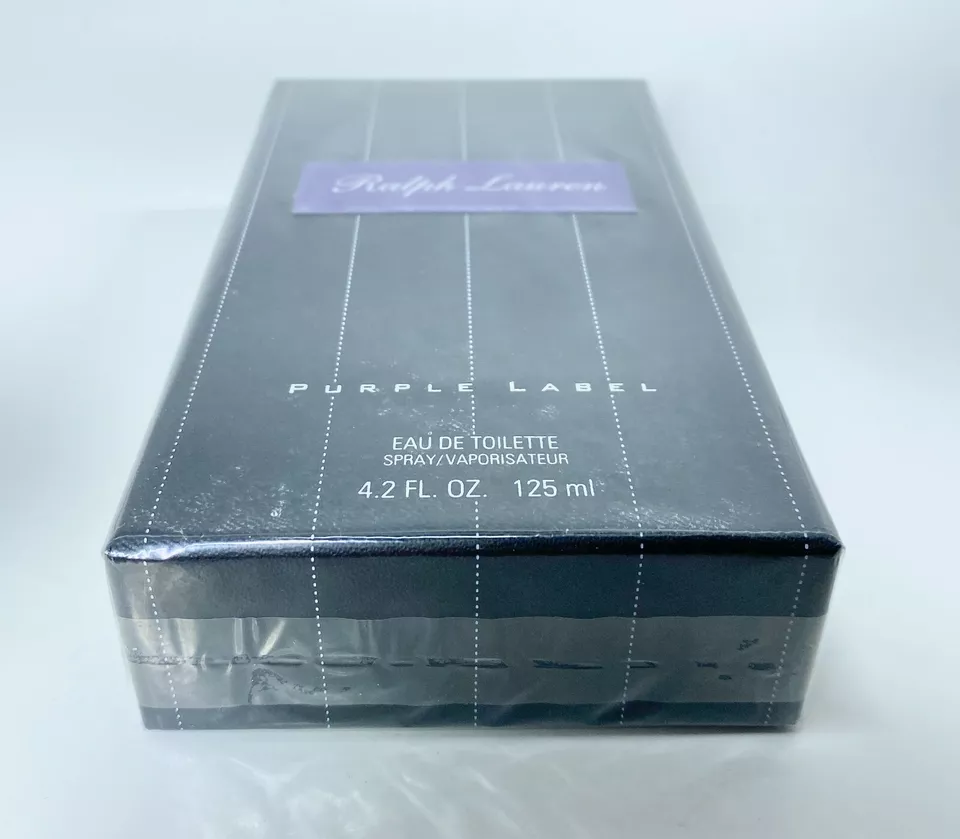 Ralph Lauren
PURPLE LABEL
EAU DE TOILETTE
SPRAY/VAPORISATEUR
4.2 FL. OZ. 125 ml